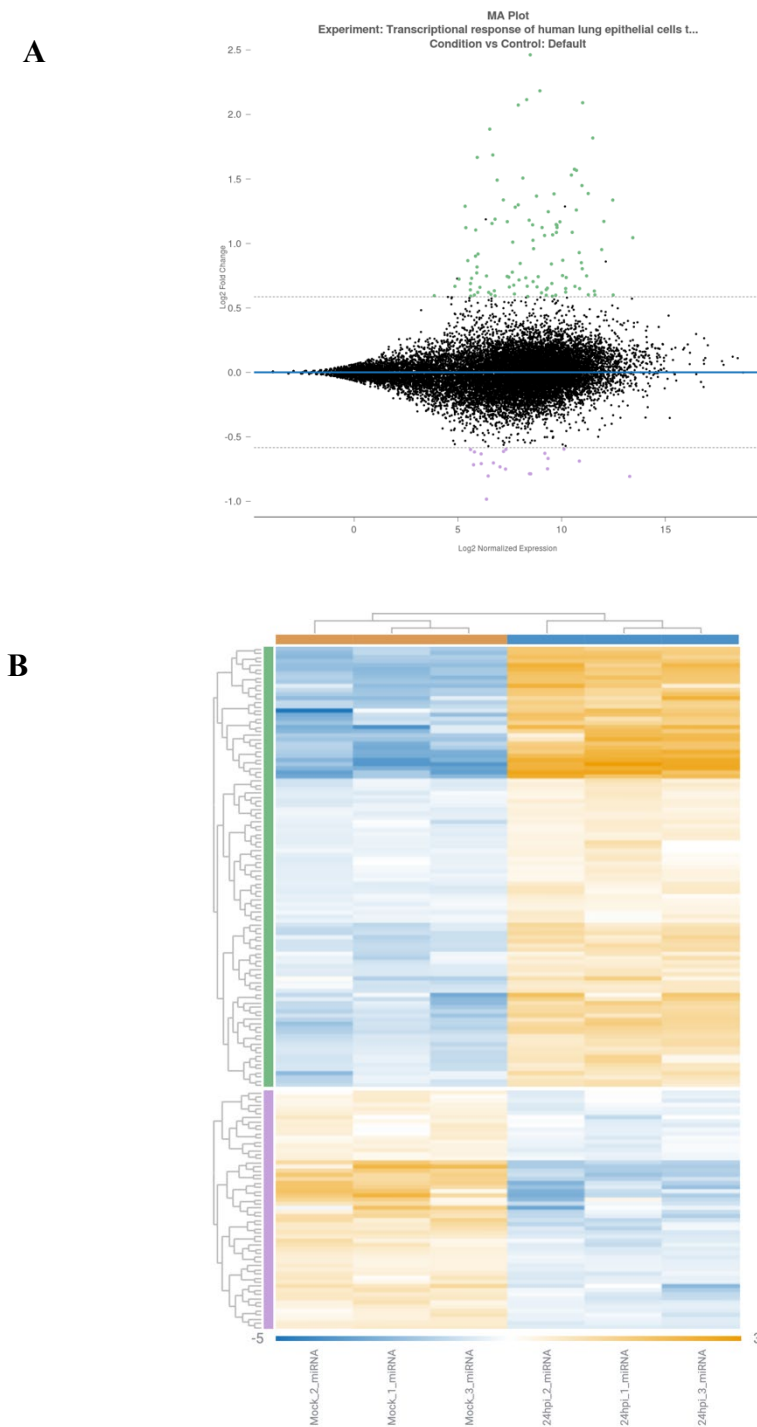 A
MA Plot
Experiment: Transcriptional response of human lung epithelial cells t...
Condition vs Control: Default
2.5
2.0
1.5
1.0
0.5
0.0
-0.5
-1.0
Log2 Fold Change
0
5
10
15
Log2 Normalized Expression
B
-5
3
Mock_2_miRNA
Mock_1_miRNA
Mock_3_miRNA
24hpi_2_miRNA
24hpi_1_miRNA
24hpi_3_miRNA